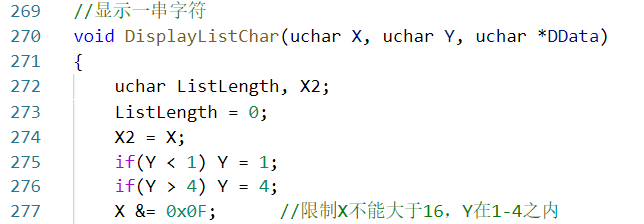 269 //显示一串字符
270 void DisplayListChar(uchar X, uchar Y, uchar *DData)
271 {
272 uchar ListLength, X2;
273 ListLength = 0;
274 X2 = X;
275 if(Y < 1) Y = 1;
276 if(Y > 4) Y = 4;
277 X &= 0x0F; //限制X不能大于16，Y在1-4之内